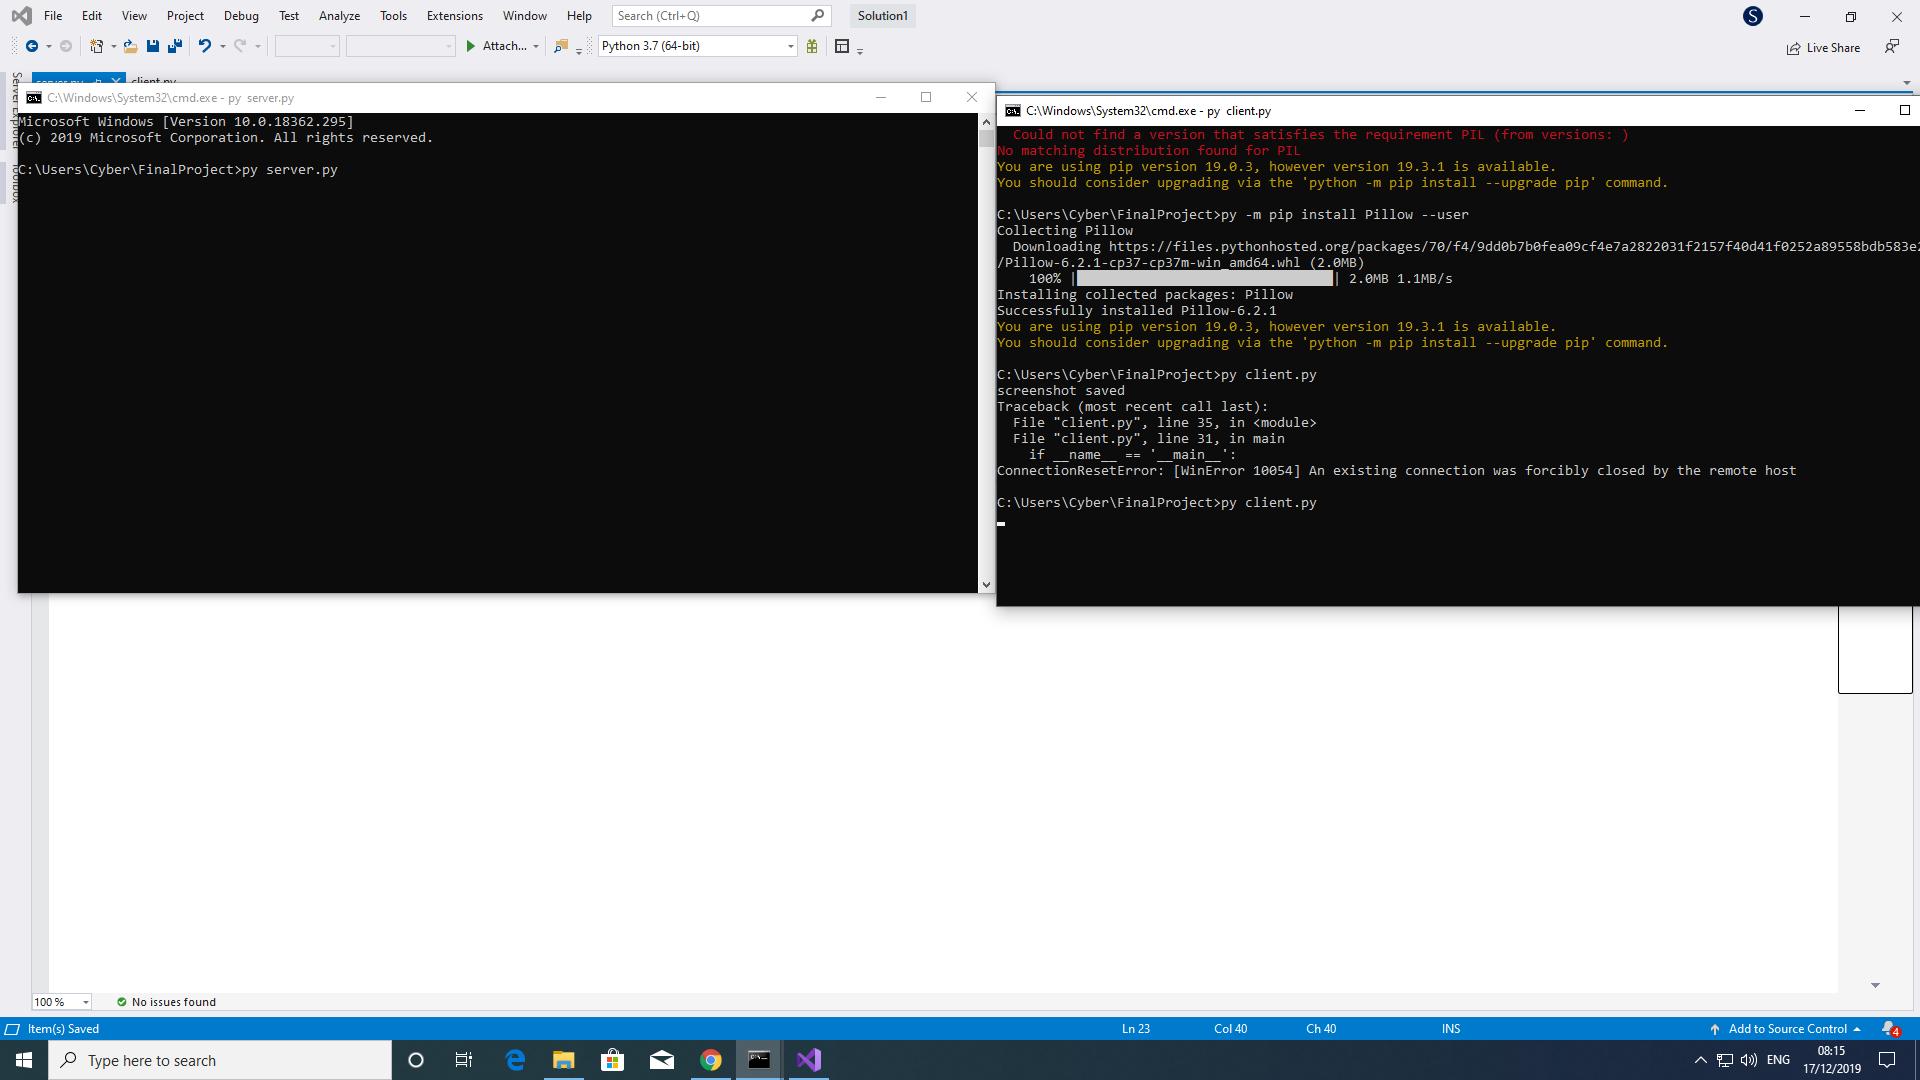 File Edit View Project Debug Test Analyze Tools Extensions Window Help Search (Ctrl+Q) Solution1 S
Attach... Python 3.7 (64-bit) Live Share
server.py client.py
Server Explorer
Toolbox
C:\Windows\System32\cmd.exe - py server.py
Microsoft Windows [Version 10.0.18362.295]
(c) 2019 Microsoft Corporation. All rights reserved.
C:\Users\Cyber\FinalProject>py server.py
C:\Windows\System32\cmd.exe - py client.py
Could not find a version that satisfies the requirement PIL (from versions: )
No matching distribution found for PIL
You are using pip version 19.0.3, however version 19.3.1 is available.
You should consider upgrading via the 'python -m pip install --upgrade pip' command.
C:\Users\Cyber\FinalProject>py -m pip install Pillow --user
Collecting Pillow
Downloading https://files.pythonhosted.org/packages/70/f4/9dd0b7b0fea09cf4e7a2822031f2157f40d41f0252a89558bdb583e2
/Pillow-6.2.1-cp37-cp37m-win_amd64.whl (2.0MB)
100% | | 2.0MB 1.1MB/s
Installing collected packages: Pillow
Successfully installed Pillow-6.2.1
You are using pip version 19.0.3, however version 19.3.1 is available.
You should consider upgrading via the 'python -m pip install --upgrade pip' command.
C:\Users\Cyber\FinalProject>py client.py
screenshot saved
Traceback (most recent call last):
File "client.py", line 35, in <module>
File "client.py", line 31, in main
if __name__ == '__main__':
ConnectionResetError: [WinError 10054] An existing connection was forcibly closed by the remote host
C:\Users\Cyber\FinalProject>py client.py
100 % No issues found
Item(s) Saved Ln 23 Col 40 Ch 40 INS Add to Source Control 4
Type here to search ENG 08:15
17/12/2019